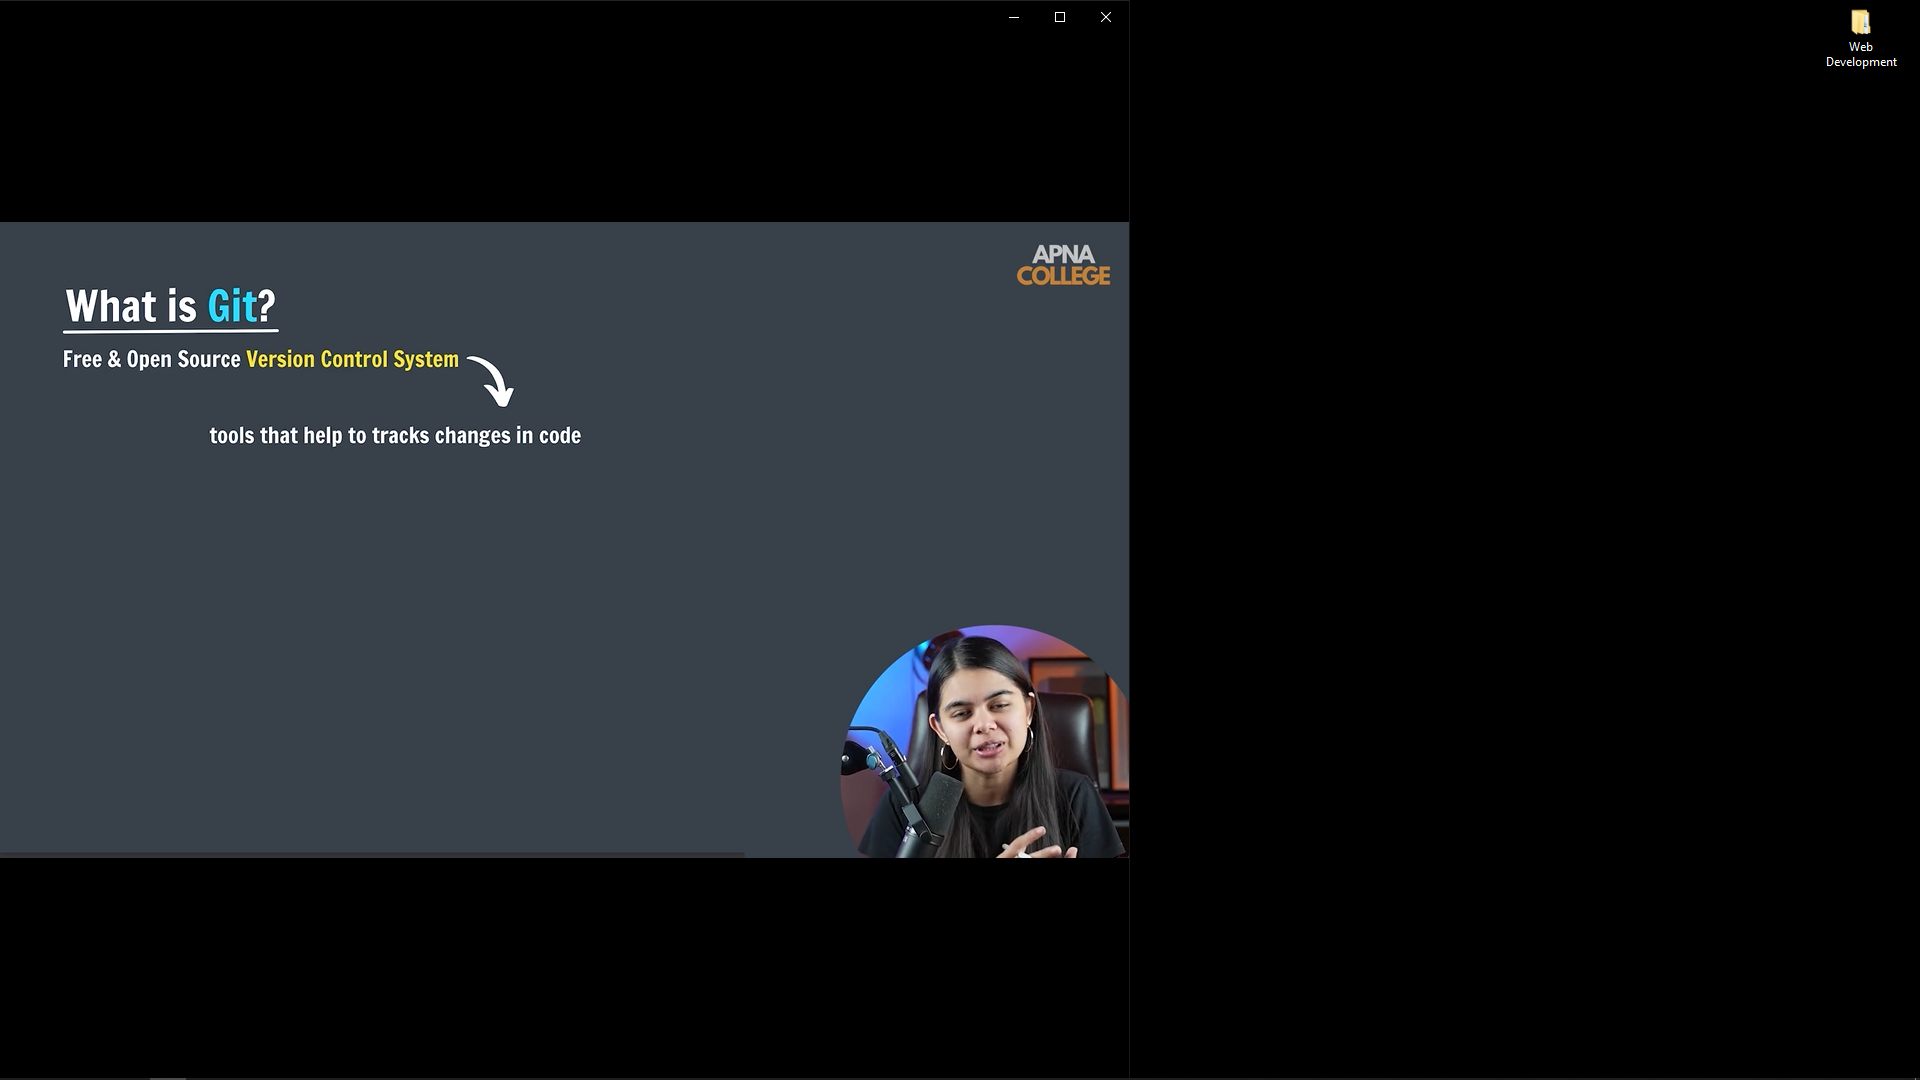 APNA
COLLEGE
What is Git?
Free & Open Source Version Control System
tools that help to tracks changes in code
Web
Development